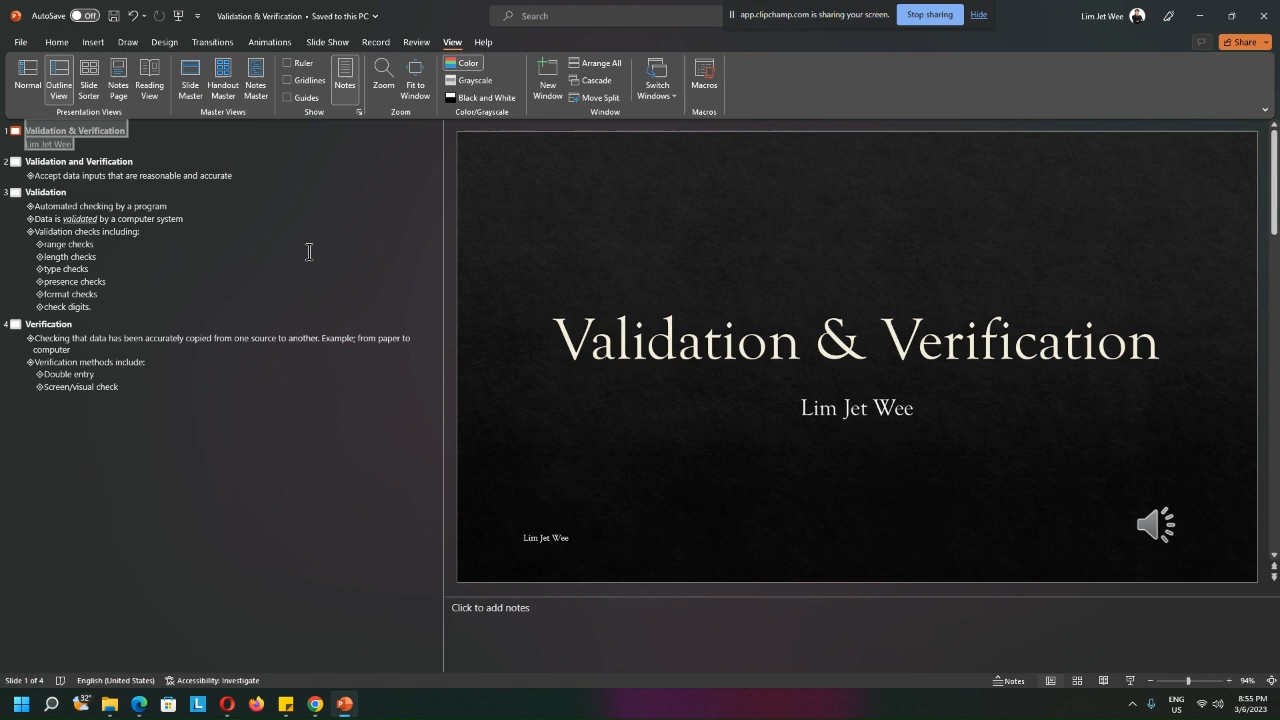 AutoSave Off Validation & Verification • Saved to this PC Search app.clipchamp.com is sharing your screen. Stop sharing Hide Lim Jet Wee
File Home Insert Draw Design Transitions Animations Slide Show Record Review View Help Share
Normal Outline View Slide Sorter Notes Page Reading View
Presentation Views
Slide Master Handout Master Notes Master
Master Views
Ruler
Gridlines
Guides
Notes
Show
Zoom Fit to Window
Zoom
Color
Grayscale
Black and White
Color/Grayscale
New Window
Arrange All
Cascade
Move Split
Switch Windows
Window
Macros
Macros
1 Validation & Verification
Lim Jet Wee
2 Validation and Verification
Accept data inputs that are reasonable and accurate
3 Validation
Automated checking by a program
Data is validated by a computer system
Validation checks including:
range checks
length checks
type checks
presence checks
format checks
check digits.
4 Verification
Checking that data has been accurately copied from one source to another. Example; from paper to
computer
Verification methods include:
Double entry
Screen/visual check
Validation & Verification
Lim Jet Wee
Lim Jet Wee
Click to add notes
Slide 1 of 4 English (United States) Accessibility: Investigate Notes 94%
32° L ENG US 8:55 PM 3/6/2023